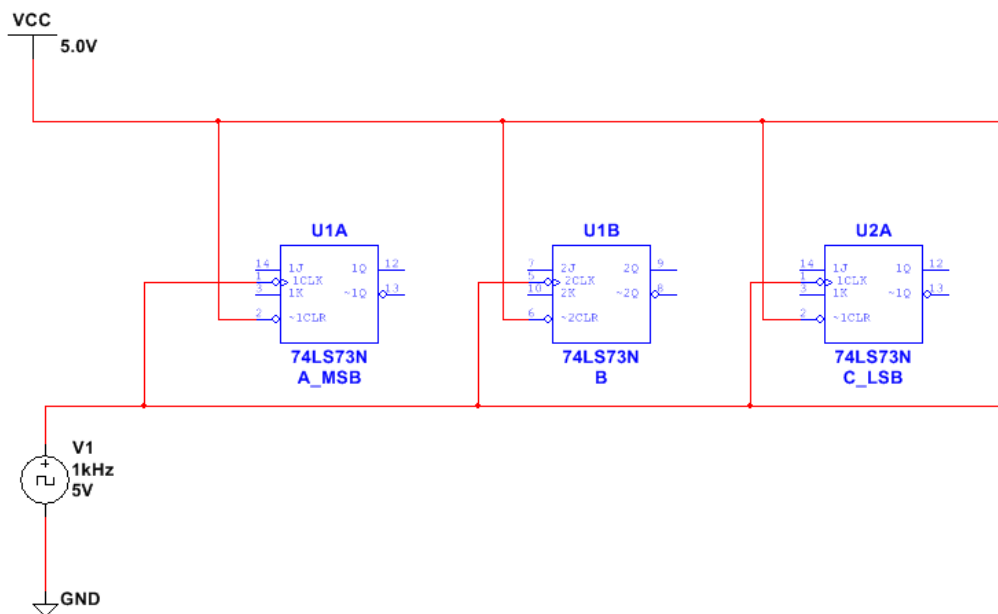 VCC
5.0V
U1A
14 1J 1Q 12
1 1CLK
3 1K ~1Q 13
2 ~1CLR
74LS73N
A_MSB
U1B
7 2J 2Q 9
5 2CLK
10 2K ~2Q 8
6 ~2CLR
74LS73N
B
U2A
14 1J 1Q 12
1 1CLK
3 1K ~1Q 13
2 ~1CLR
74LS73N
C_LSB
V1
1kHz
5V
GND